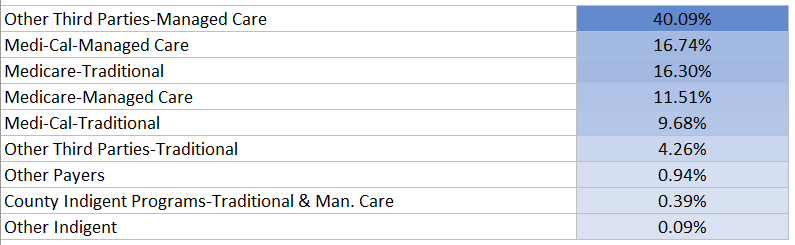 Other Third Parties-Managed Care 40.09%
Medi-Cal-Managed Care 16.74%
Medicare-Traditional 16.30%
Medicare-Managed Care 11.51%
Medi-Cal-Traditional 9.68%
Other Third Parties-Traditional 4.26%
Other Payers 0.94%
County Indigent Programs-Traditional & Man. Care 0.39%
Other Indigent 0.09%